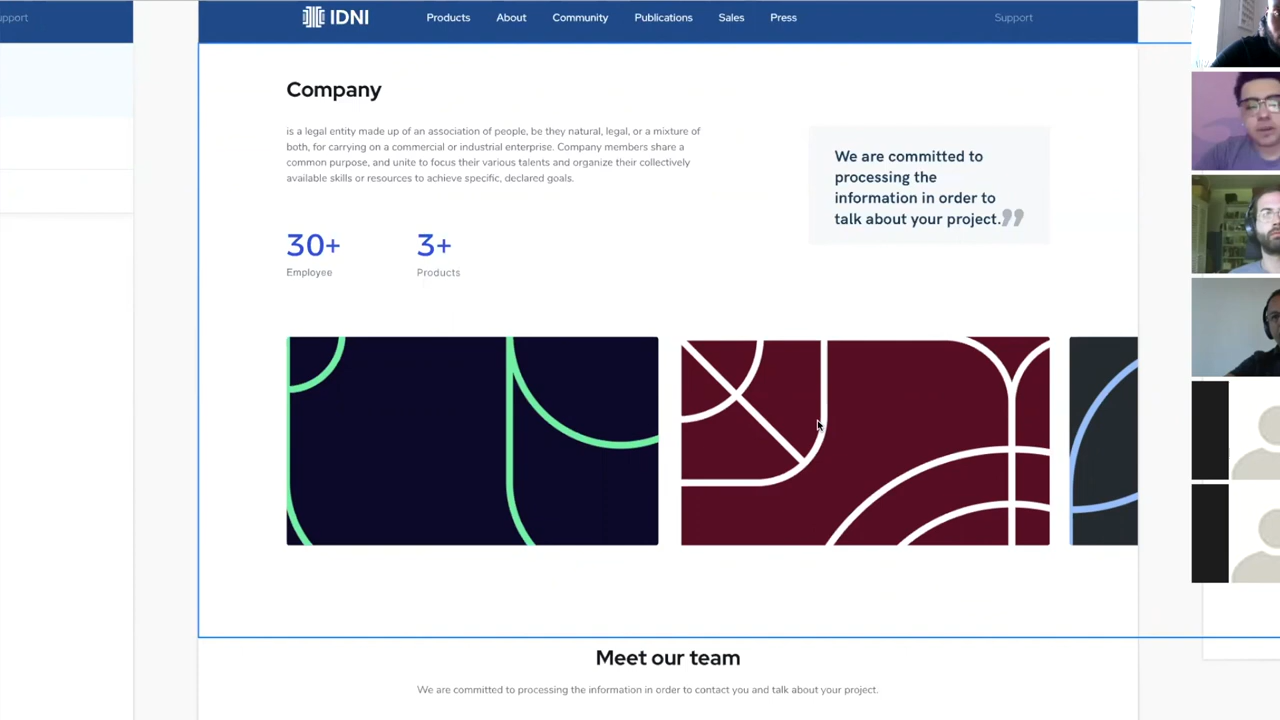 upport
IDNI
Products
About
Community
Publications
Sales
Press
Support
Company
is a legal entity made up of an association of people, be they natural, legal, or a mixture of
both, for carrying on a commercial or industrial enterprise. Company members share a
common purpose, and unite to focus their various talents and organize their collectively
available skills or resources to achieve specific, declared goals.
We are committed to
processing the
information in order to
talk about your project.”
30+
Employee
3+
Products
Meet our team
We are committed to processing the information in order to contact you and talk about your project.